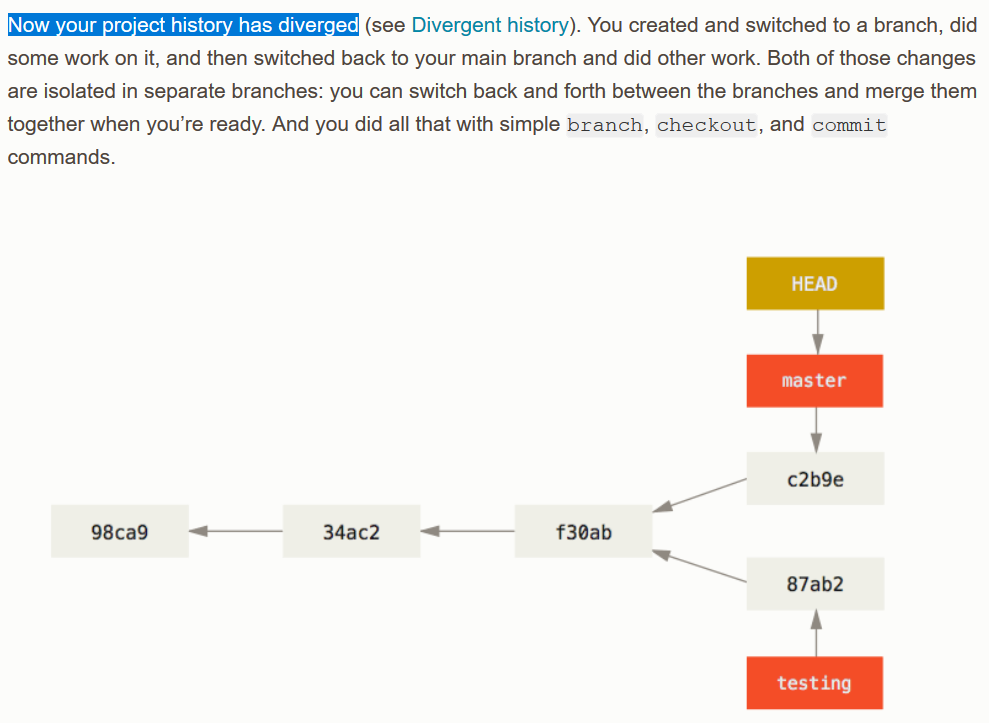 Now your project history has diverged (see Divergent history). You created and switched to a branch, did
some work on it, and then switched back to your main branch and did other work. Both of those changes
are isolated in separate branches: you can switch back and forth between the branches and merge them
together when you’re ready. And you did all that with simple branch, checkout, and commit
commands.
HEAD
master
c2b9e
98ca9 34ac2 f30ab
87ab2
testing